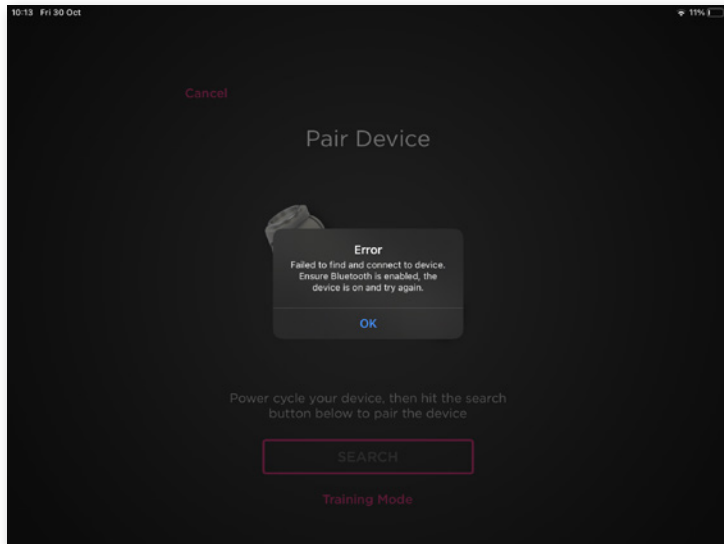 10:13 Fri 30 Oct
11%
Cancel
Pair Device
Error
Failed to find and connect to device.
Ensure Bluetooth is enabled, the
device is on and try again.
OK
Power cycle your device, then hit the search
button below to pair the device
SEARCH
Training Mode